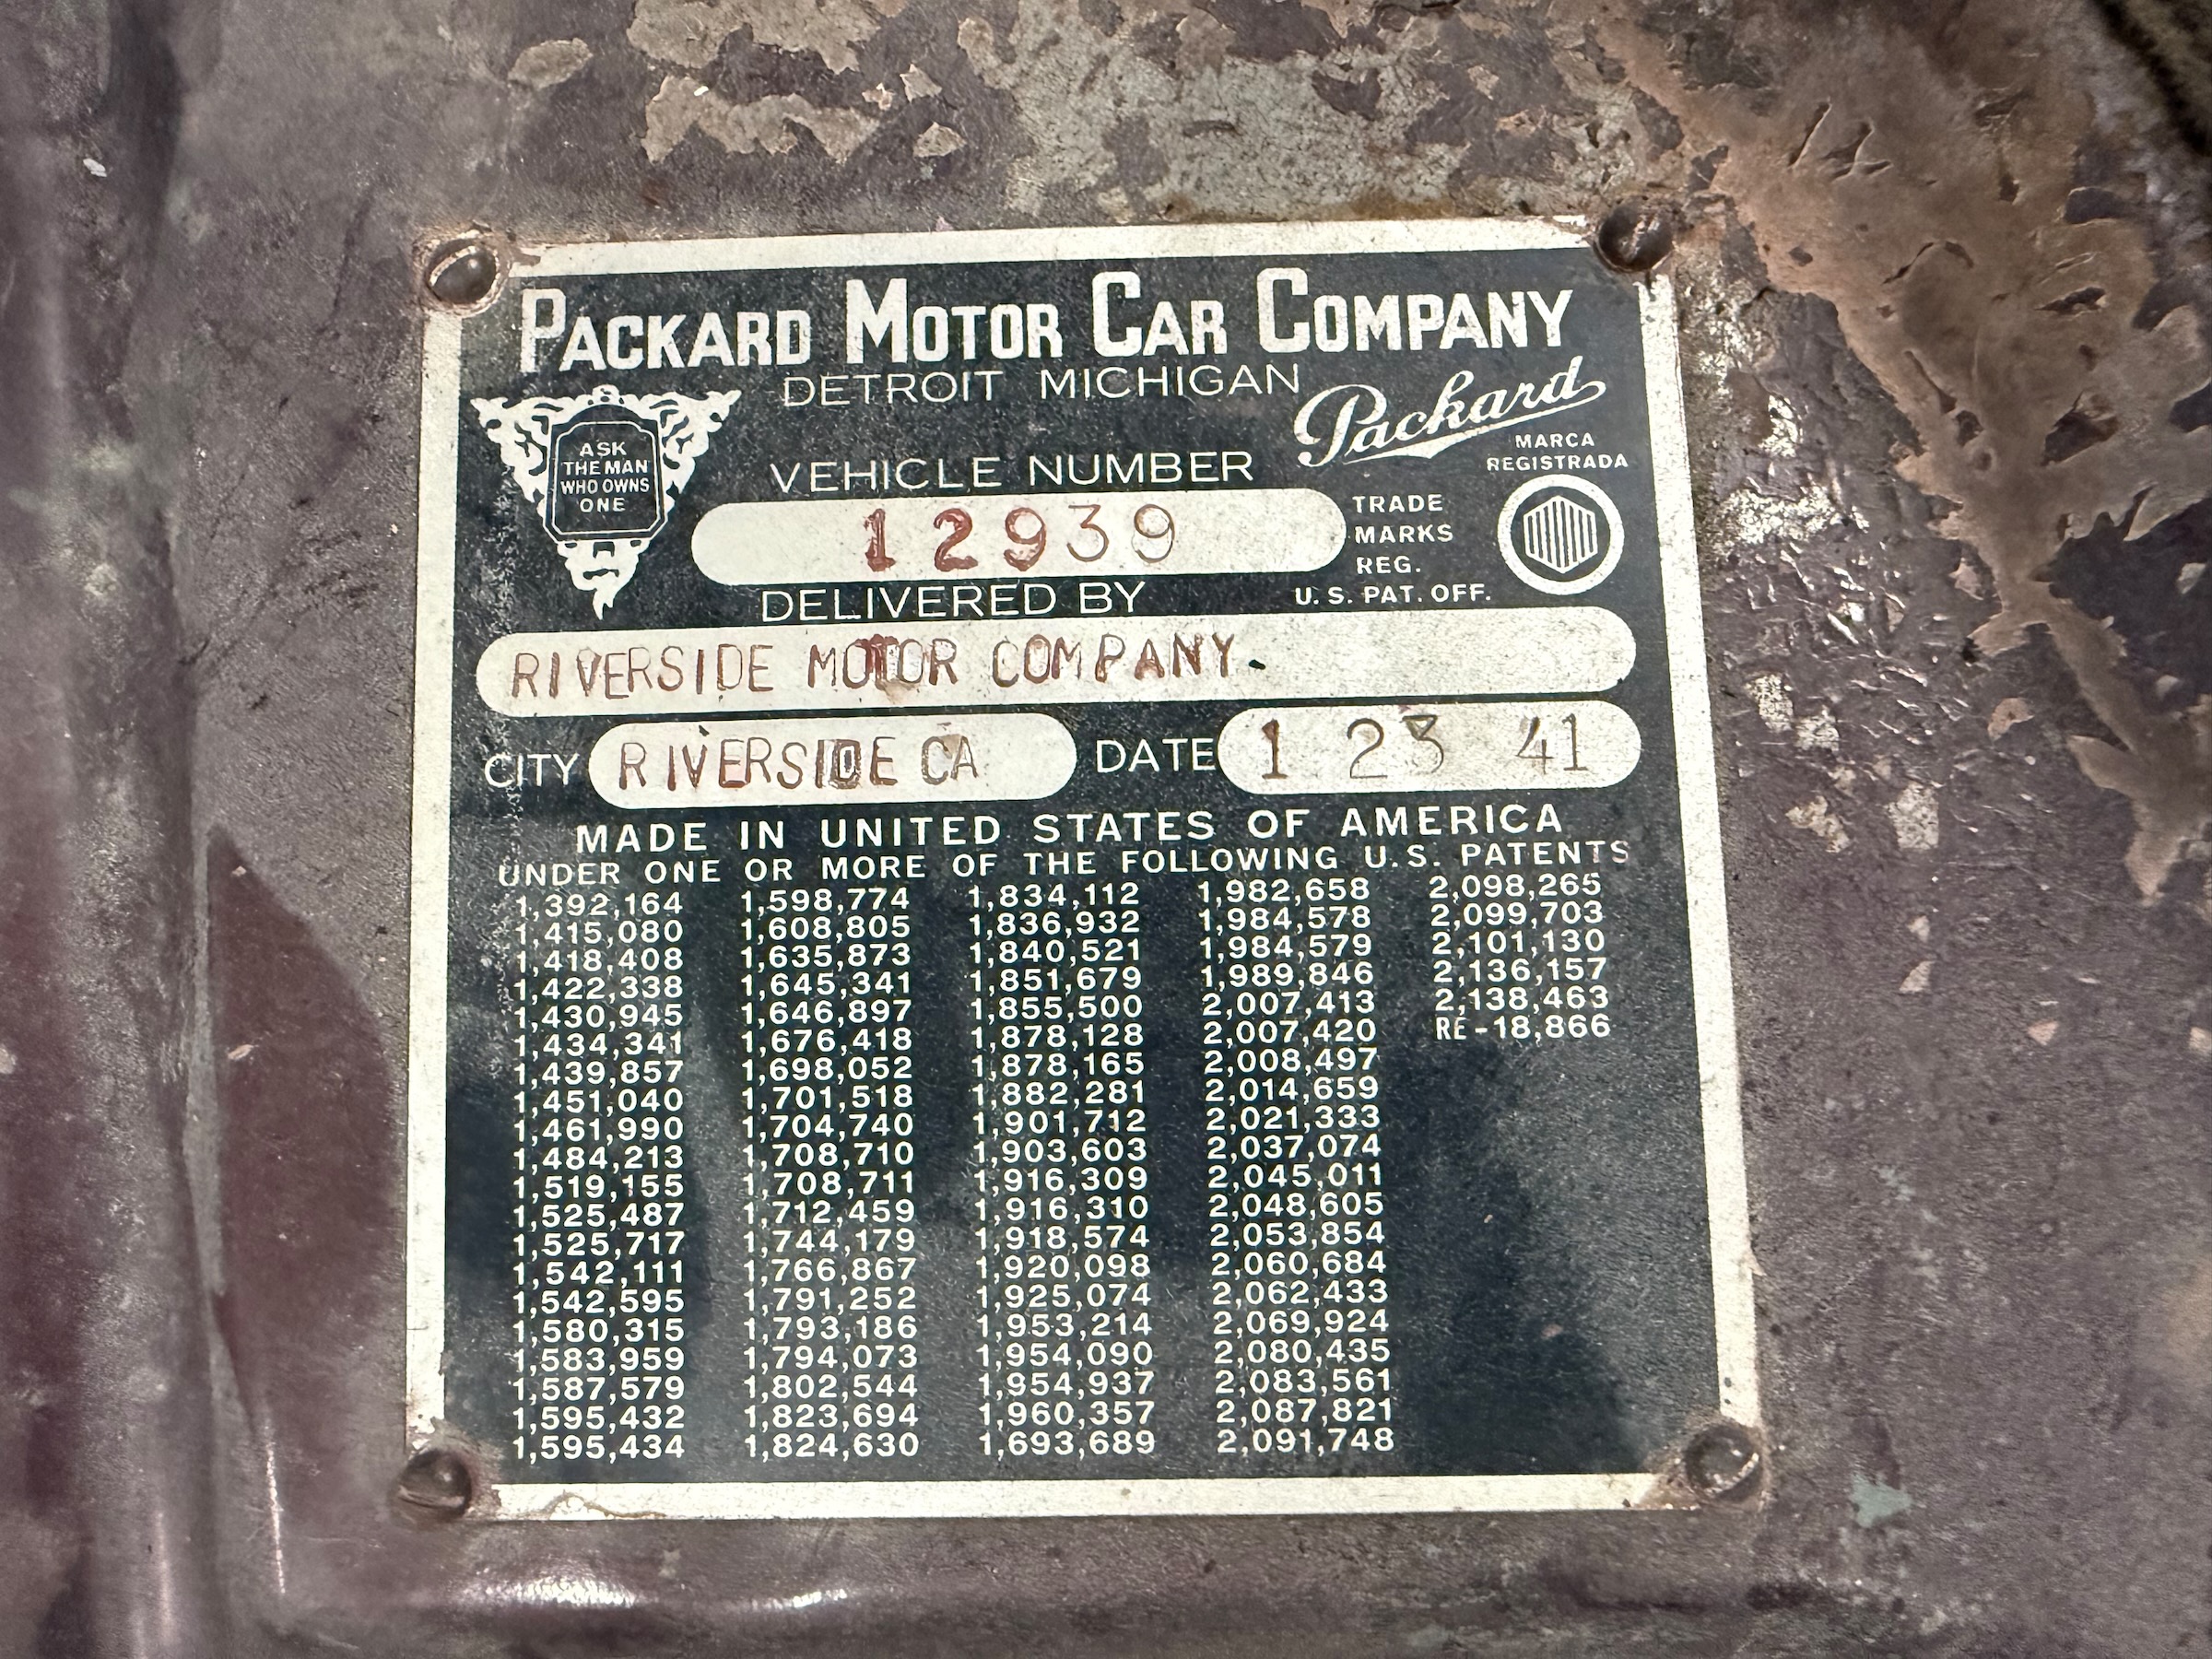 PACKARD MOTOR CAR COMPANY
DETROIT MICHIGAN
Packard
MARCA
REGISTRADA
ASK
THE MAN
WHO OWNS
ONE
VEHICLE NUMBER
12939
TRADE
MARKS
REG.
U.S. PAT. OFF.
DELIVERED BY
RIVERSIDE MOTOR COMPANY.
CITY RIVERSIDE CA DATE 1 23 41
MADE IN UNITED STATES OF AMERICA
UNDER ONE OR MORE OF THE FOLLOWING U.S. PATENTS
1,392,164 1,598,774 1,834,112 1,982,658 2,098,265
1,415,080 1,608,805 1,836,932 1,984,578 2,099,703
1,418,408 1,635,873 1,840,521 1,984,579 2,101,130
1,422,338 1,645,341 1,851,679 1,989,846 2,136,157
1,430,945 1,646,897 1,855,500 2,007,413 2,138,463
1,434,341 1,676,418 1,878,128 2,007,420 RE-18,866
1,439,857 1,698,052 1,878,165 2,008,497
1,451,040 1,701,518 1,882,281 2,014,659
1,461,990 1,704,740 1,901,712 2,021,333
1,484,213 1,708,710 1,903,603 2,037,074
1,519,155 1,708,711 1,916,309 2,045,011
1,525,487 1,712,459 1,916,310 2,048,605
1,525,717 1,744,179 1,918,574 2,053,854
1,542,111 1,766,867 1,920,098 2,060,684
1,542,595 1,791,252 1,925,074 2,062,433
1,580,315 1,793,186 1,953,214 2,069,924
1,583,959 1,794,073 1,954,090 2,080,435
1,587,579 1,802,544 1,954,937 2,083,561
1,595,432 1,823,694 1,960,357 2,087,821
1,595,434 1,824,630 1,693,689 2,091,748